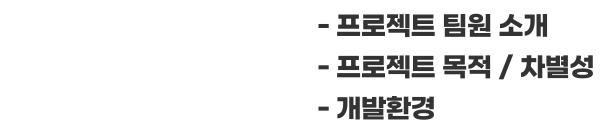 - 프로젝트 팀원 소개
- 프로젝트 목적 / 차별성
- 개발환경